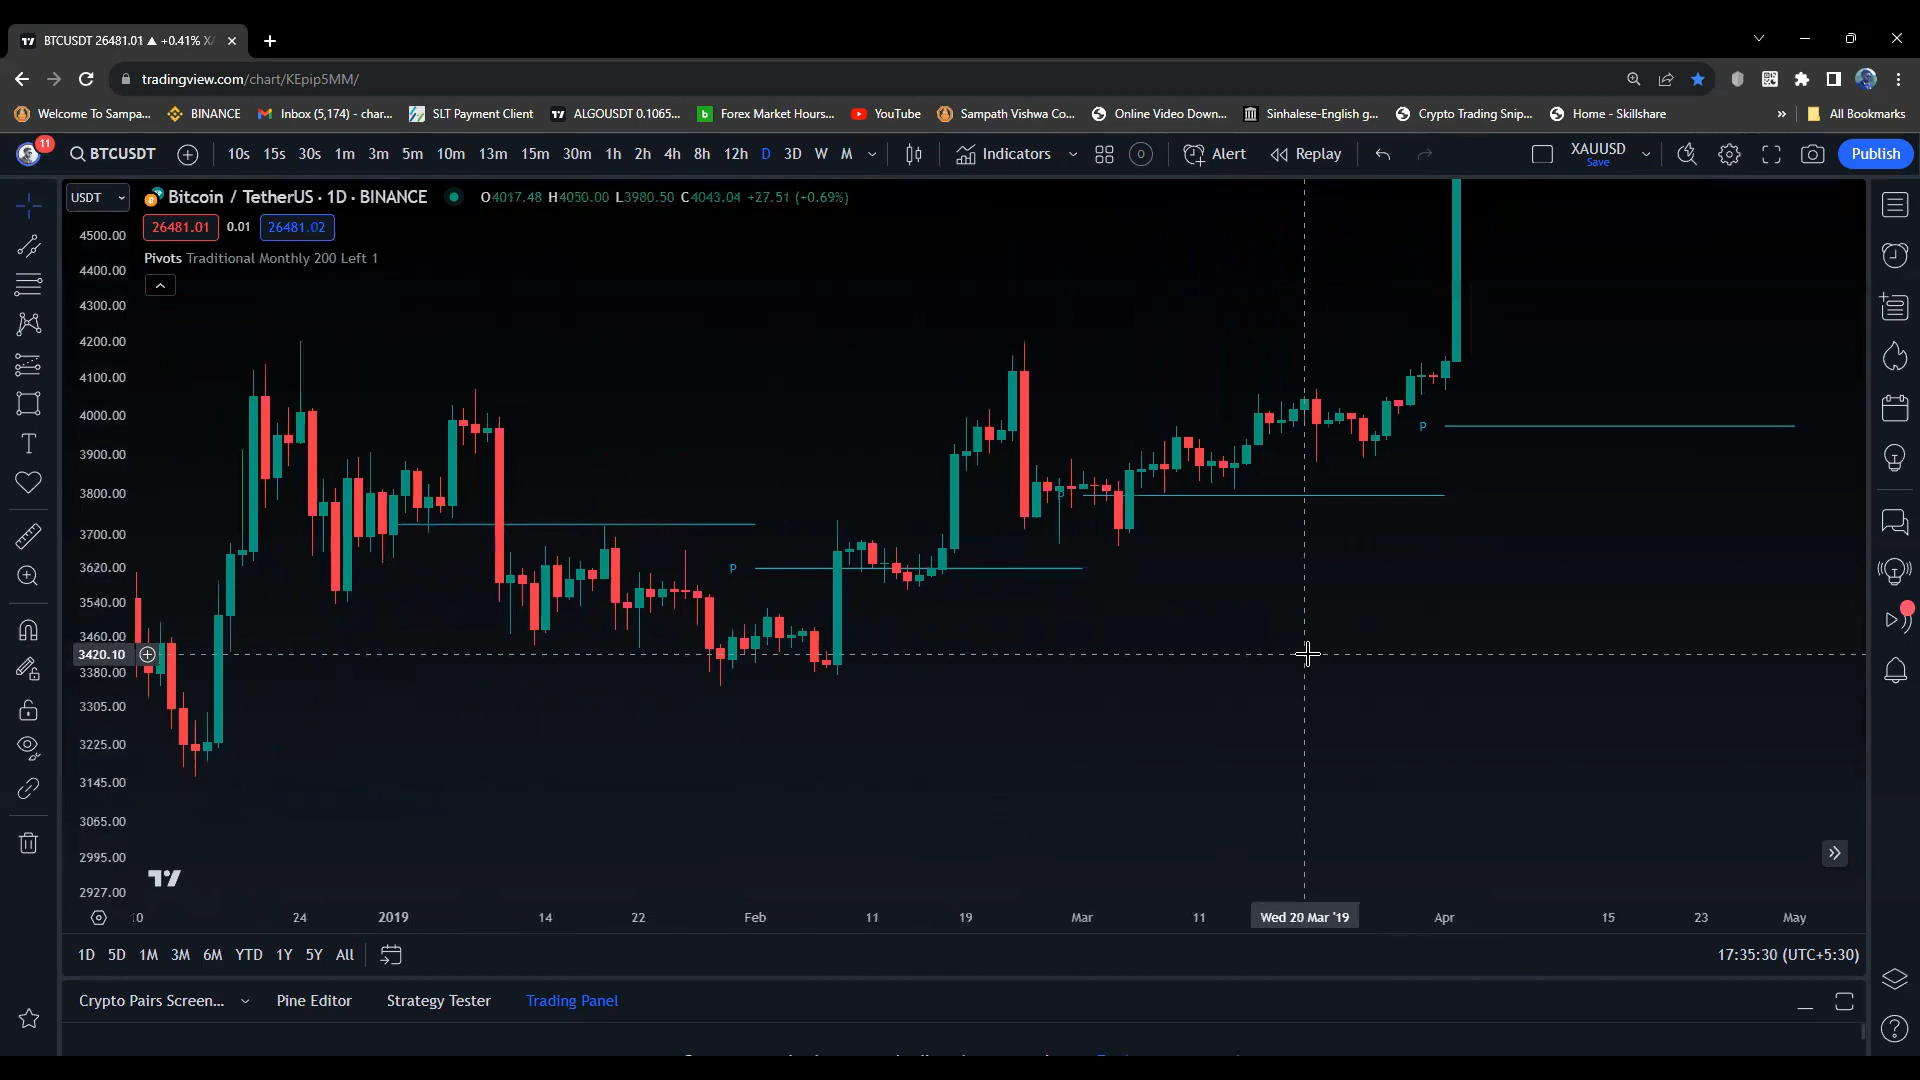 BTCUSDT 26481.01 ▲ +0.41% XA
tradingview.com/chart/KEpip5MM/
Welcome To Sampa... BINANCE Inbox (5,174) - char... SLT Payment Client ALGOUSDT 0.1065... Forex Market Hours... YouTube Sampath Vishwa Co... Online Video Down... Sinhalese-English g... Crypto Trading Snip... Home - Skillshare » All Bookmarks
11 BTCUSDT 10s 15s 30s 1m 3m 5m 10m 13m 15m 30m 1h 2h 4h 8h 12h D 3D W M Indicators Alert Replay XAUUSD Save Publish
USDT Bitcoin / TetherUS · 1D · BINANCE O4017.48 H4050.00 L3980.50 C4043.04 +27.51 (+0.69%)
26481.01 0.01 26481.02
Pivots Traditional Monthly 200 Left 1
4500.00
4400.00
4300.00
4200.00
4100.00
4000.00
P
3900.00
3800.00
P
3700.00
3620.00
P
3540.00
3460.00
3420.10
3380.00
3305.00
3225.00
3145.00
3065.00
2995.00
2927.00
10 24 2019 14 22 Feb 11 19 Mar 11 Wed 20 Mar '19 Apr 15 23 May
1D 5D 1M 3M 6M YTD 1Y 5Y All 17:35:30 (UTC+5:30)
Crypto Pairs Screen... Pine Editor Strategy Tester Trading Panel